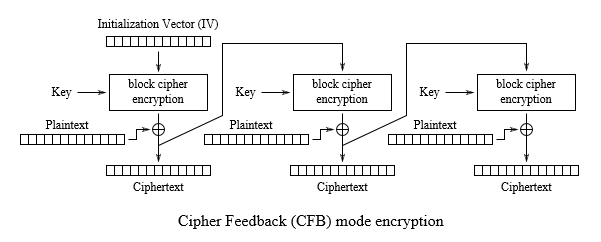 Initialization Vector (IV)
Key
block cipher
encryption
Key
block cipher
encryption
Key
block cipher
encryption
Plaintext
Plaintext
Plaintext
Ciphertext
Ciphertext
Ciphertext
Cipher Feedback (CFB) mode encryption